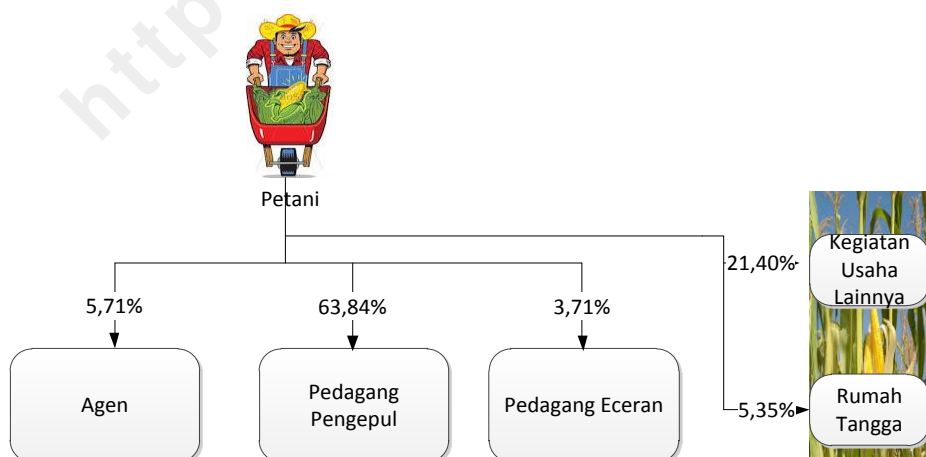 http
Petani
21,40%
Kegiatan
Usaha
Lainnya
5,71%
63,84%
3,71%
Agen
Pedagang
Pengepul
Pedagang Eceran
5,35%
Rumah
Tangga